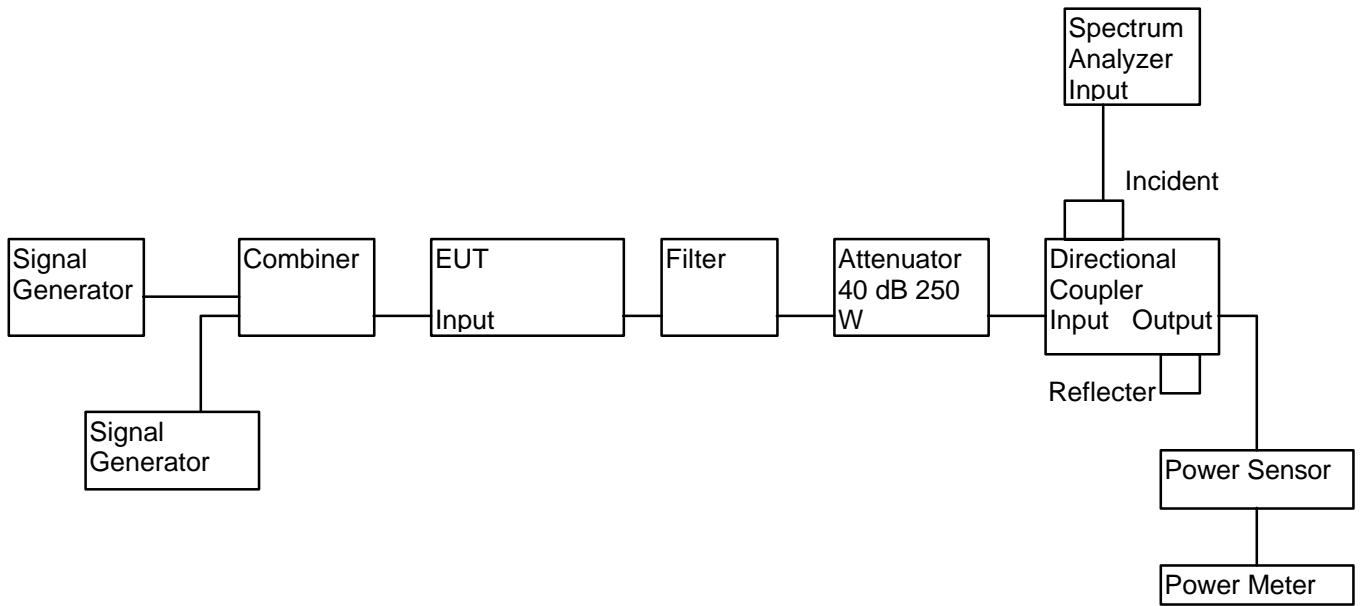 Spectrum
Analyzer
Input
Incident
Signal
Generator
Combiner
EUT
Input
Filter
Attenuator
40 dB 250
W
Directional
Coupler
Input Output
Reflecter
Signal
Generator
Power Sensor
Power Meter